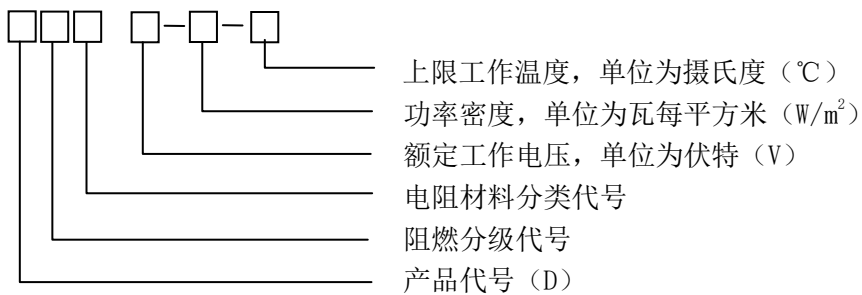 □□□ □-□-□
上限工作温度，单位为摄氏度（℃）
功率密度，单位为瓦每平方米（W/m²）
额定工作电压，单位为伏特（V）
电阻材料分类代号
阻燃分级代号
产品代号（D）